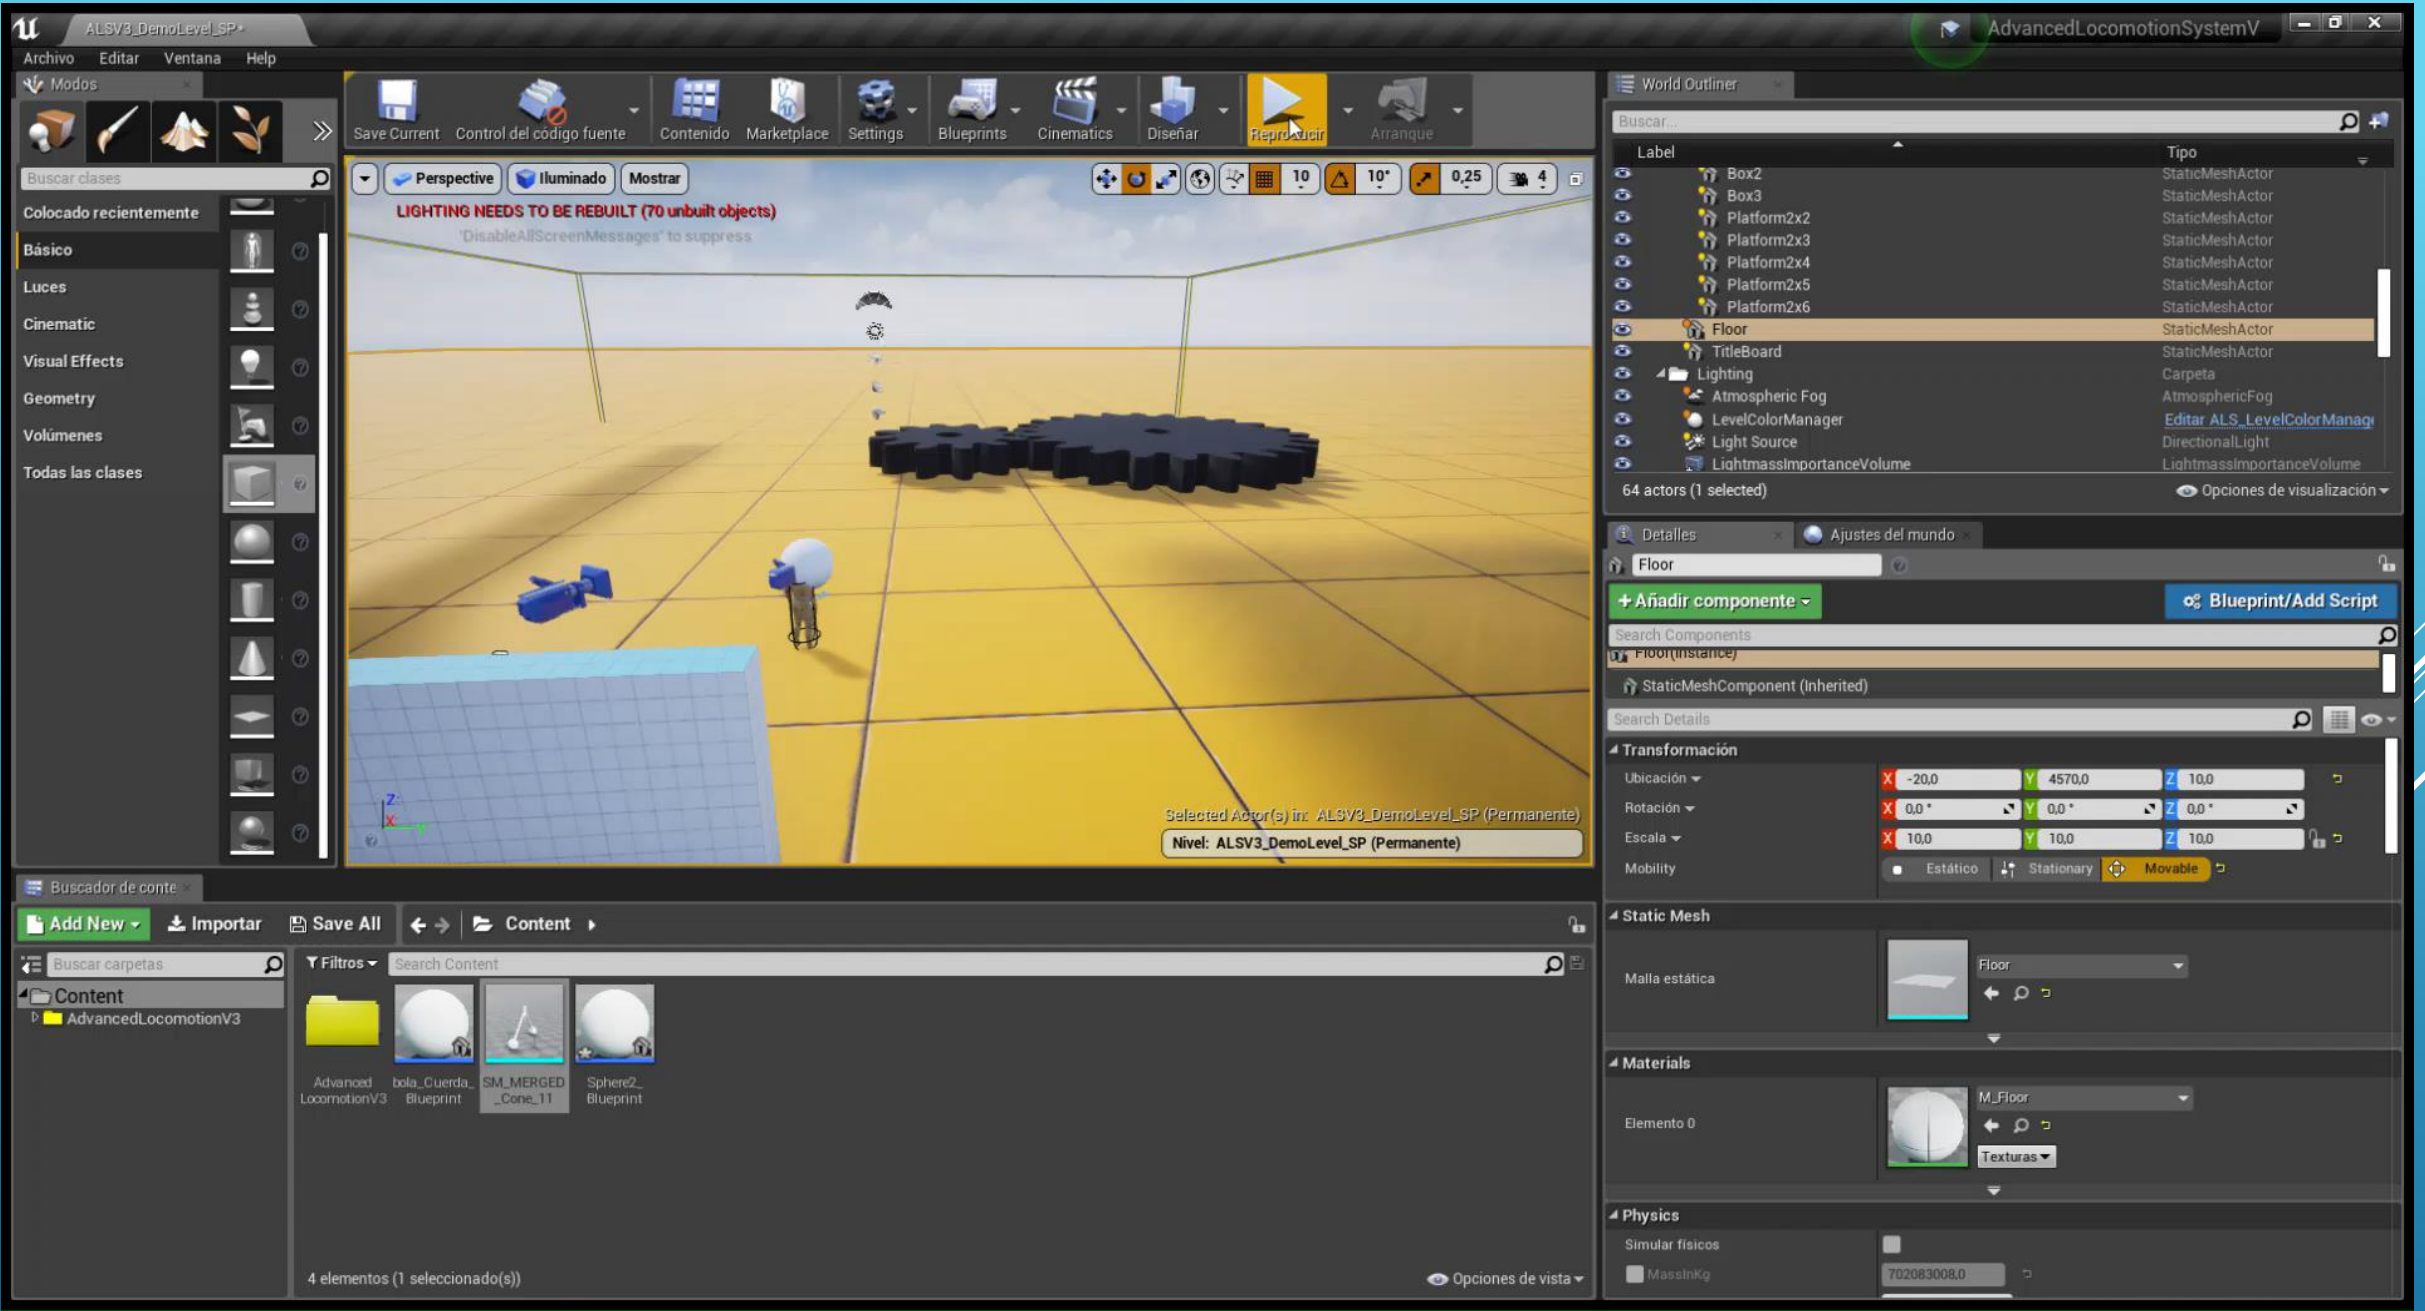 ALSV3_DemoLevel_SP•
AdvancedLocomotionSystemV
Archivo Editar Ventana Help
Modos
Save Current
Control del código fuente
Contenido
Marketplace
Settings
Blueprints
Cinematics
Diseñar
Reproducir
Arranque
Buscar clases
Colocado recientemente
Básico
Luces
Cinematic
Visual Effects
Geometry
Volúmenes
Todas las clases
Perspective Iluminado Mostrar
10 10° 0,25 4
LIGHTING NEEDS TO BE REBUILT (70 unbuilt objects)
'DisableAllScreenMessages' to suppress
Z
X
Y
Selected Actor(s) in: ALSV3_DemoLevel_SP (Permanente)
Nivel: ALSV3_DemoLevel_SP (Permanente)
World Outliner
Buscar...
Label Tipo
Box2 StaticMeshActor
Box3 StaticMeshActor
Platform2x2 StaticMeshActor
Platform2x3 StaticMeshActor
Platform2x4 StaticMeshActor
Platform2x5 StaticMeshActor
Platform2x6 StaticMeshActor
Floor StaticMeshActor
TitleBoard StaticMeshActor
Lighting Carpeta
Atmospheric Fog AtmosphericFog
LevelColorManager Editar ALS_LevelColorManag
Light Source DirectionalLight
LightmassImportanceVolume LightmassImportanceVolume
64 actors (1 selected) Opciones de visualización
Detalles Ajustes del mundo
Floor
+ Añadir componente Blueprint/Add Script
Search Components
Floor(Instance)
StaticMeshComponent (Inherited)
Search Details
Transformación
Ubicación X -20,0 Y 4570,0 Z 10,0
Rotación X 0,0 ° Y 0,0 ° Z 0,0 °
Escala X 10,0 Y 10,0 Z 10,0
Mobility Estático Stationary Movable
Static Mesh
Malla estática Floor
Materials
Elemento 0 M_Floor
Texturas
Physics
Simular físicos
MassInKg 702083008,0
Buscador de conte
Add New Importar Save All Content
Buscar carpetas
Filtros Search Content
Content
AdvancedLocomotionV3
Advanced
LocomotionV3
bola_Cuerda_
Blueprint
SM_MERGED
_Cone_11
Sphere2_
Blueprint
4 elementos (1 seleccionado(s)) Opciones de vista